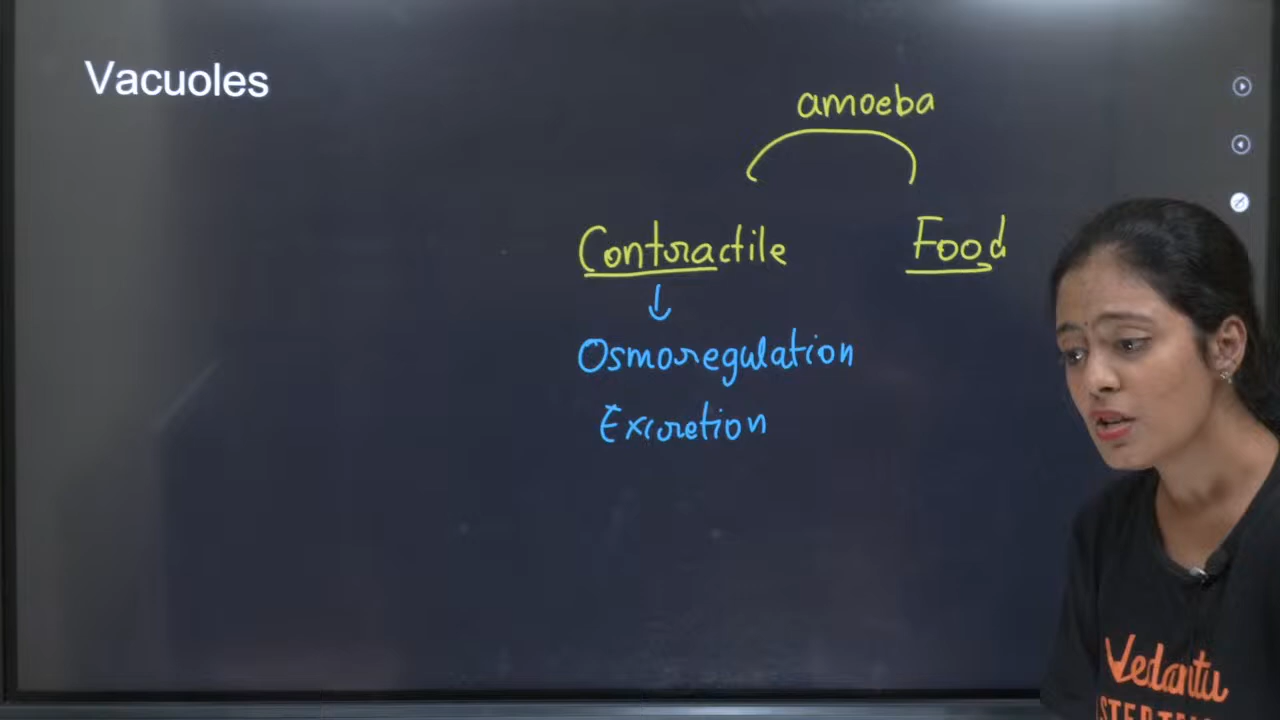 Vacuoles
amoeba
Contractile Food
Osmoregulation
Excretion
Vedantu